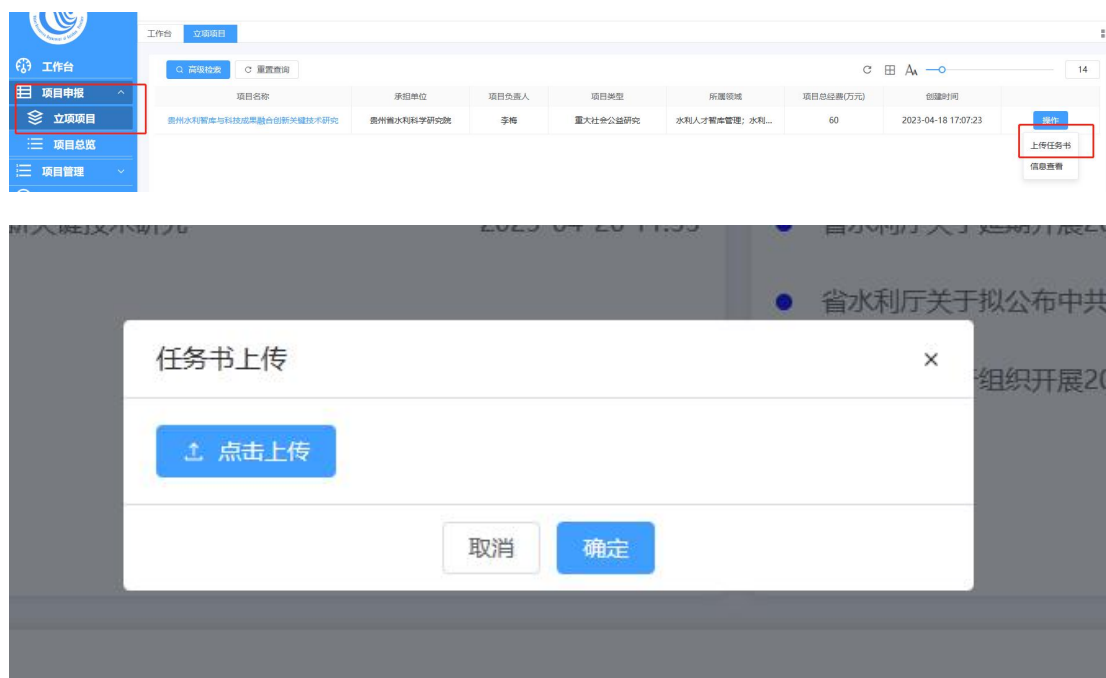 工作台 立项项目
工作台
高级检索 重置查询 14
项目申报
项目名称 承担单位 项目负责人 项目类型 所属领域 项目总经费(万元) 创建时间
立项项目
贵州水利智库与科技成果融合创新关键技术研究 贵州省水利科学研究院 李梅 重大社会公益研究 水利人才智库管理；水利... 60 2023-04-18 17:07:23 操作
项目总览
上传任务书
项目管理
信息查看
省水利厅关于拟公布中共
任务书上传
组织开展20
点击上传
取消 确定